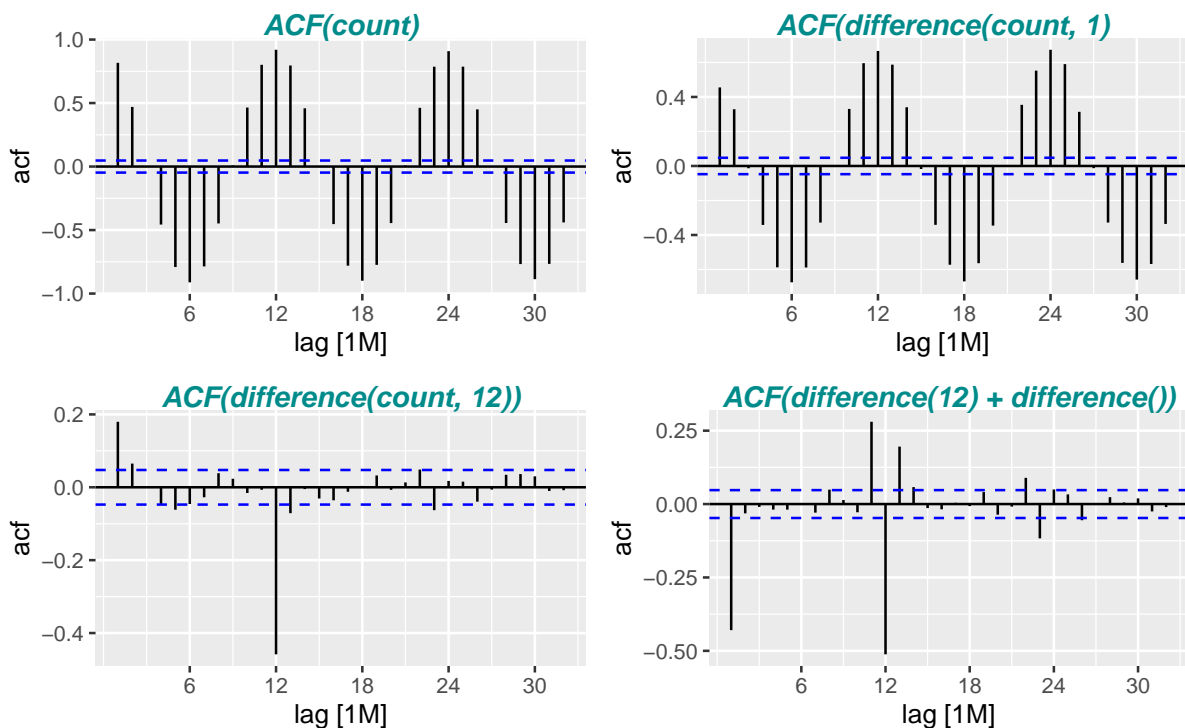 ACF(count)
1.0
0.5
0.0
−0.5
−1.0
acf
6 12 18 24 30
lag [1M]
ACF(difference(count, 1)
0.4
0.0
−0.4
acf
6 12 18 24 30
lag [1M]
ACF(difference(count, 12))
0.2
0.0
−0.2
−0.4
acf
6 12 18 24 30
lag [1M]
ACF(difference(12) + difference())
0.25
0.00
−0.25
−0.50
acf
6 12 18 24 30
lag [1M]